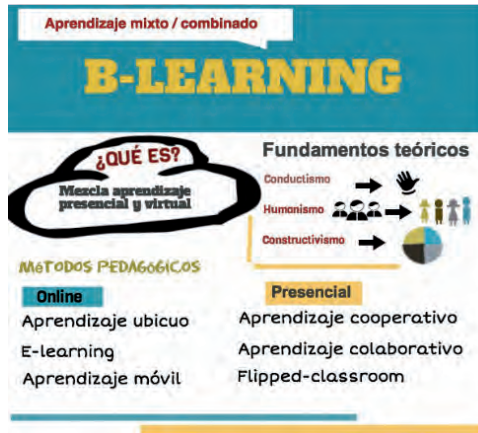 Aprendizaje mixto / combinado
B-LEARNING
¿QUÉ ES?
Mezcla aprendizaje
presencial y virtual
Fundamentos teóricos
Conductismo
Humanismo
Constructivismo
MéTODOS PEDAGóGICOS
Online
Aprendizaje ubicuo
E-learning
Aprendizaje móvil
Presencial
Aprendizaje cooperativo
Aprendizaje colaborativo
Flipped-classroom